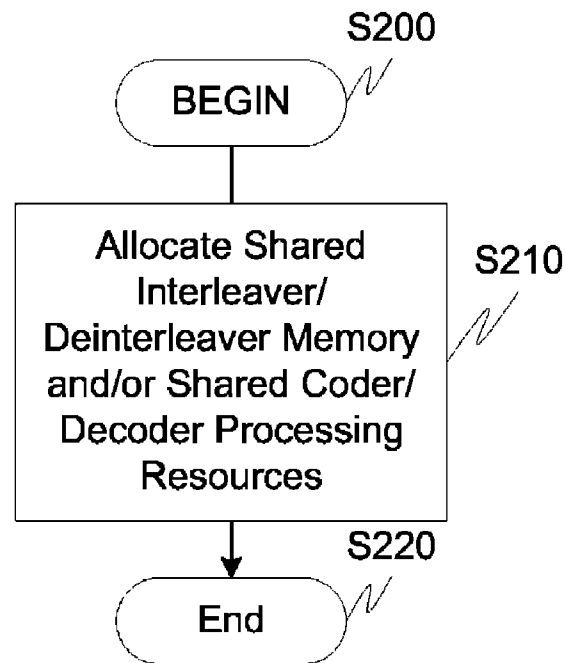 S200
BEGIN
Allocate Shared
Interleaver/
Deinterleaver Memory
and/or Shared Coder/
Decoder Processing
Resources
S210
S220
End